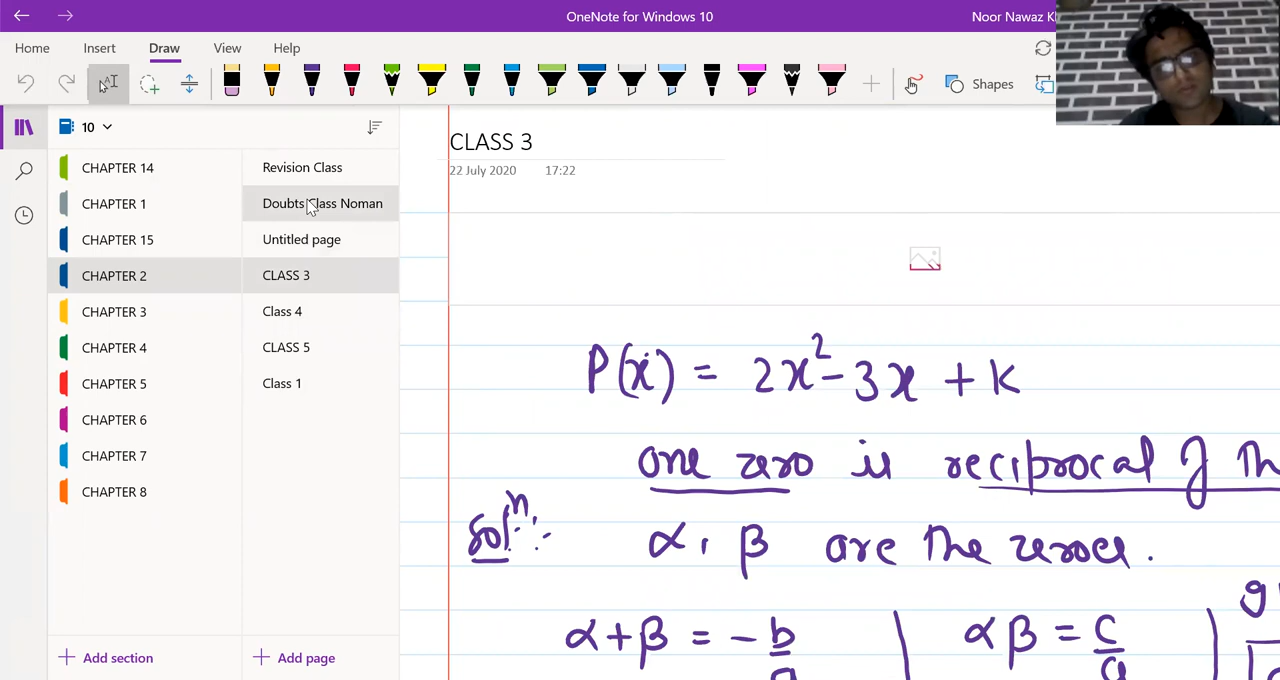 OneNote for Windows 10
Noor Nawaz
Home Insert Draw View Help
Shapes
10
CHAPTER 14
CHAPTER 1
CHAPTER 15
CHAPTER 2
CHAPTER 3
CHAPTER 4
CHAPTER 5
CHAPTER 6
CHAPTER 7
CHAPTER 8
Add section
Revision Class
Doubts Class Noman
Untitled page
CLASS 3
Class 4
CLASS 5
Class 1
Add page
CLASS 3
22 July 2020 17:22
P(x) = 2x² - 3x + k
one zero is reciprocal of
Solⁿ:- α, β are the zeroes.
α + β = -b/a | αβ = c/a |